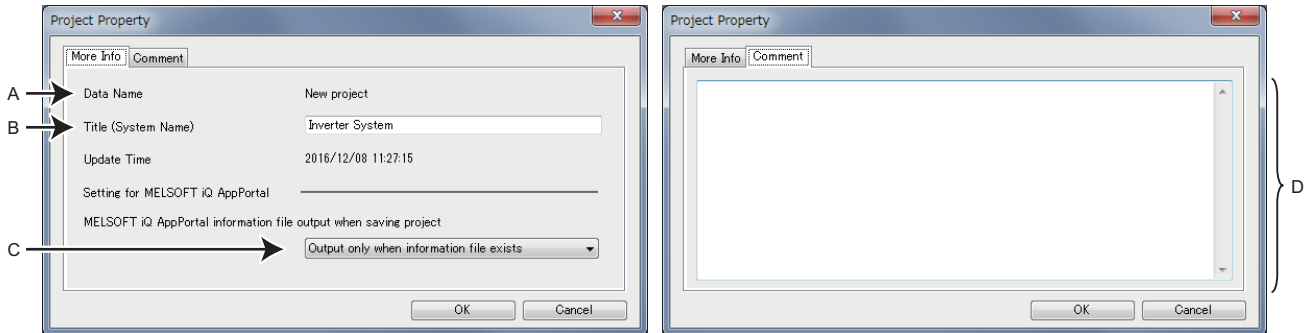 Project Property
More Info Comment
A Data Name New project
B Title (System Name) Inverter System
Update Time 2016/12/08 11:27:15
Setting for MELSOFT iQ AppPortal
MELSOFT iQ AppPortal information file output when saving project
C Output only when information file exists
OK Cancel
Project Property
More Info Comment
D
OK Cancel